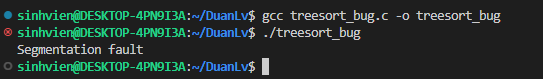 sinhvien@DESKTOP-4PN9I3A:~/DuanLv$ gcc treesort_bug.c -o treesort_bug
sinhvien@DESKTOP-4PN9I3A:~/DuanLv$ ./treesort_bug
Segmentation fault
sinhvien@DESKTOP-4PN9I3A:~/DuanLv$